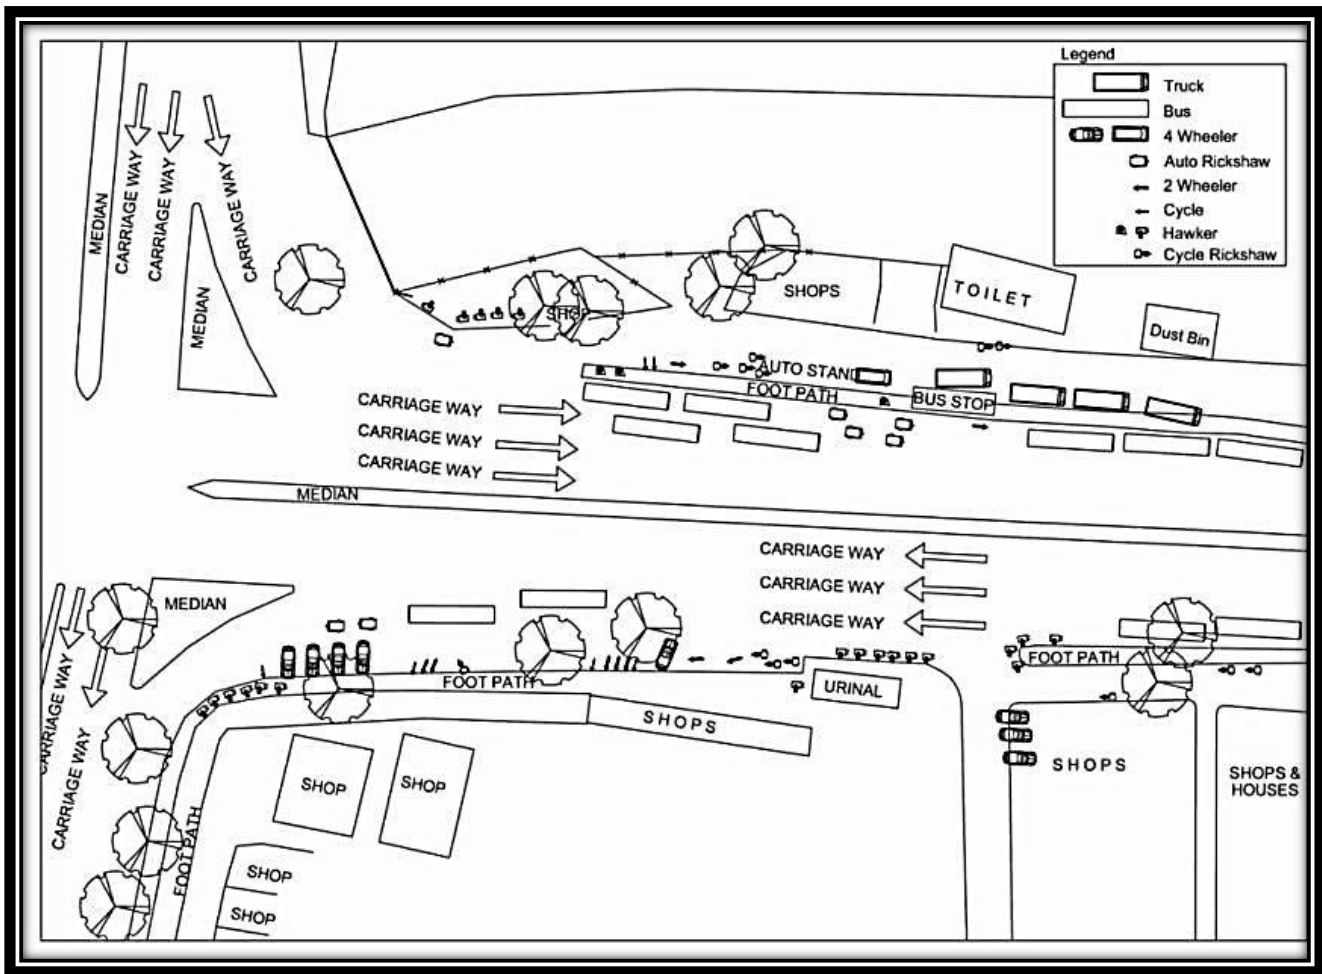 Legend
Truck
Bus
4 Wheeler
Auto Rickshaw
2 Wheeler
Cycle
Hawker
Cycle Rickshaw
MEDIAN
CARRIAGE WAY
CARRIAGE WAY
CARRIAGE WAY
MEDIAN
SHOP
SHOPS
TOILET
Dust Bin
AUTO STAND
FOOT PATH
BUS STOP
CARRIAGE WAY
CARRIAGE WAY
CARRIAGE WAY
MEDIAN
CARRIAGE WAY
CARRIAGE WAY
CARRIAGE WAY
MEDIAN
CARRIAGE WAY
CARRIAGE WAY
FOOT PATH
FOOT PATH
URINAL
SHOPS
FOOT PATH
SHOP
SHOP
SHOPS
SHOPS &
HOUSES
SHOP
SHOP